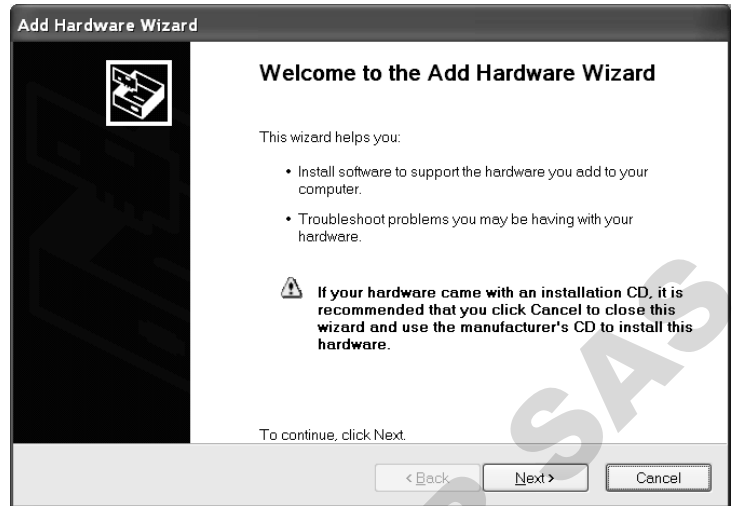 Add Hardware Wizard
Welcome to the Add Hardware Wizard
This wizard helps you:
• Install software to support the hardware you add to your
computer.
• Troubleshoot problems you may be having with your
hardware.
If your hardware came with an installation CD, it is
recommended that you click Cancel to close this
wizard and use the manufacturer's CD to install this
hardware.
To continue, click Next.
< Back Next > Cancel
SAS